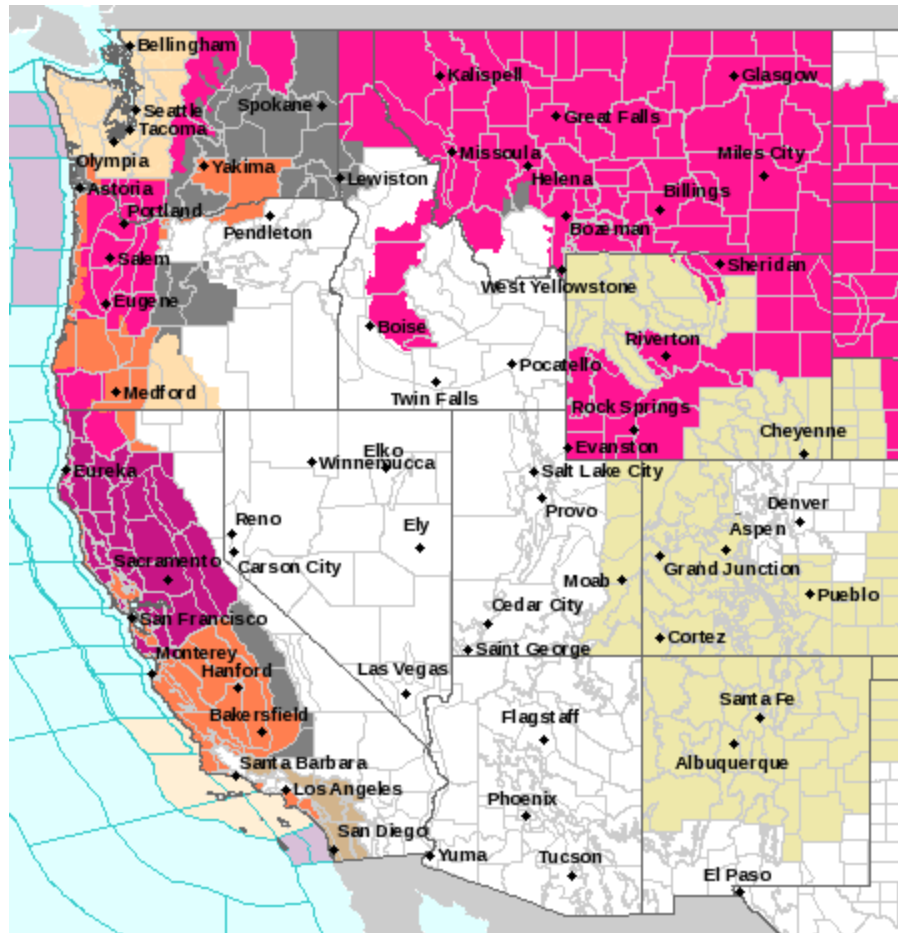 Bellingham
Kalispell
Glasgow
Seattle
Spokane
Great Falls
Tacoma
Olympia
Missoula
Yakima
Helena
Miles City
Lewiston
Astoria
Billings
Portland
Pendleton
Bozeman
Salem
Sheridan
West Yellowstone
Eugene
Boise
Riverton
Pocatello
Medford
Twin Falls
Rock Springs
Cheyenne
Evanston
Elko
Eureka
Winnemucca
Salt Lake City
Denver
Provo
Reno
Ely
Aspen
Sacramento
Carson City
Grand Junction
Moab
Pueblo
Cedar City
San Francisco
Cortez
Saint George
Monterey
Hanford
Las Vegas
Santa Fe
Bakersfield
Flagstaff
Albuquerque
Santa Barbara
Los Angeles
Phoenix
San Diego
Yuma
Tucson
El Paso